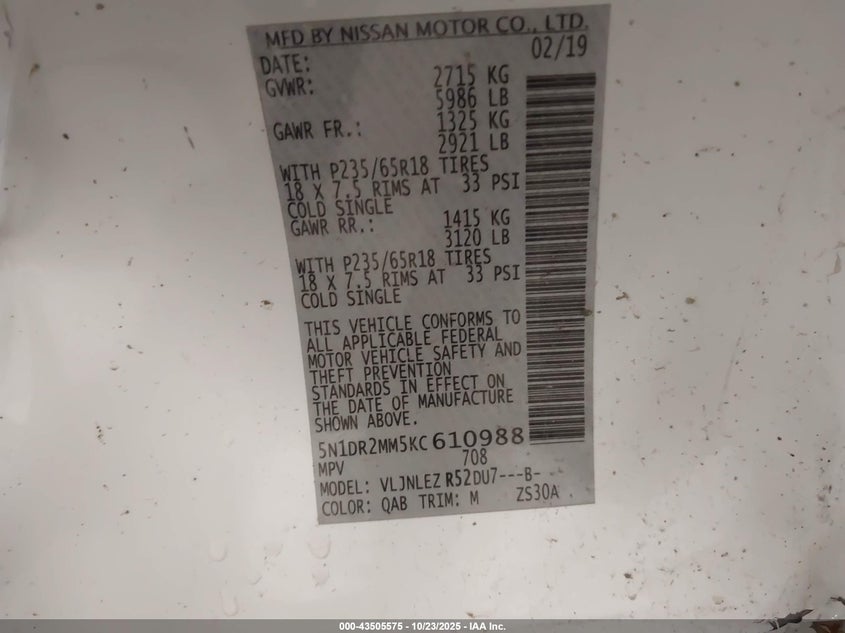 MFD BY NISSAN MOTOR CO., LTD.
DATE: 02/19
GVWR: 2715 KG
5986 LB
GAWR FR.: 1325 KG
2921 LB
WITH P235/65R18 TIRES
18 X 7.5 RIMS AT 33 PSI
COLD SINGLE
GAWR RR.: 1415 KG
3120 LB
WITH P235/65R18 TIRES
18 X 7.5 RIMS AT 33 PSI
COLD SINGLE
THIS VEHICLE CONFORMS TO
ALL APPLICABLE FEDERAL
MOTOR VEHICLE SAFETY AND
THEFT PREVENTION
STANDARDS IN EFFECT ON
THE DATE OF MANUFACTURE
SHOWN ABOVE.
5N1DR2MM5KC610988
MPV 708
MODEL: VLJNLEZ R52DU7---B-
COLOR: QAB TRIM: M ZS30A
000-43505575 - 10/23/2025 - IAA Inc.